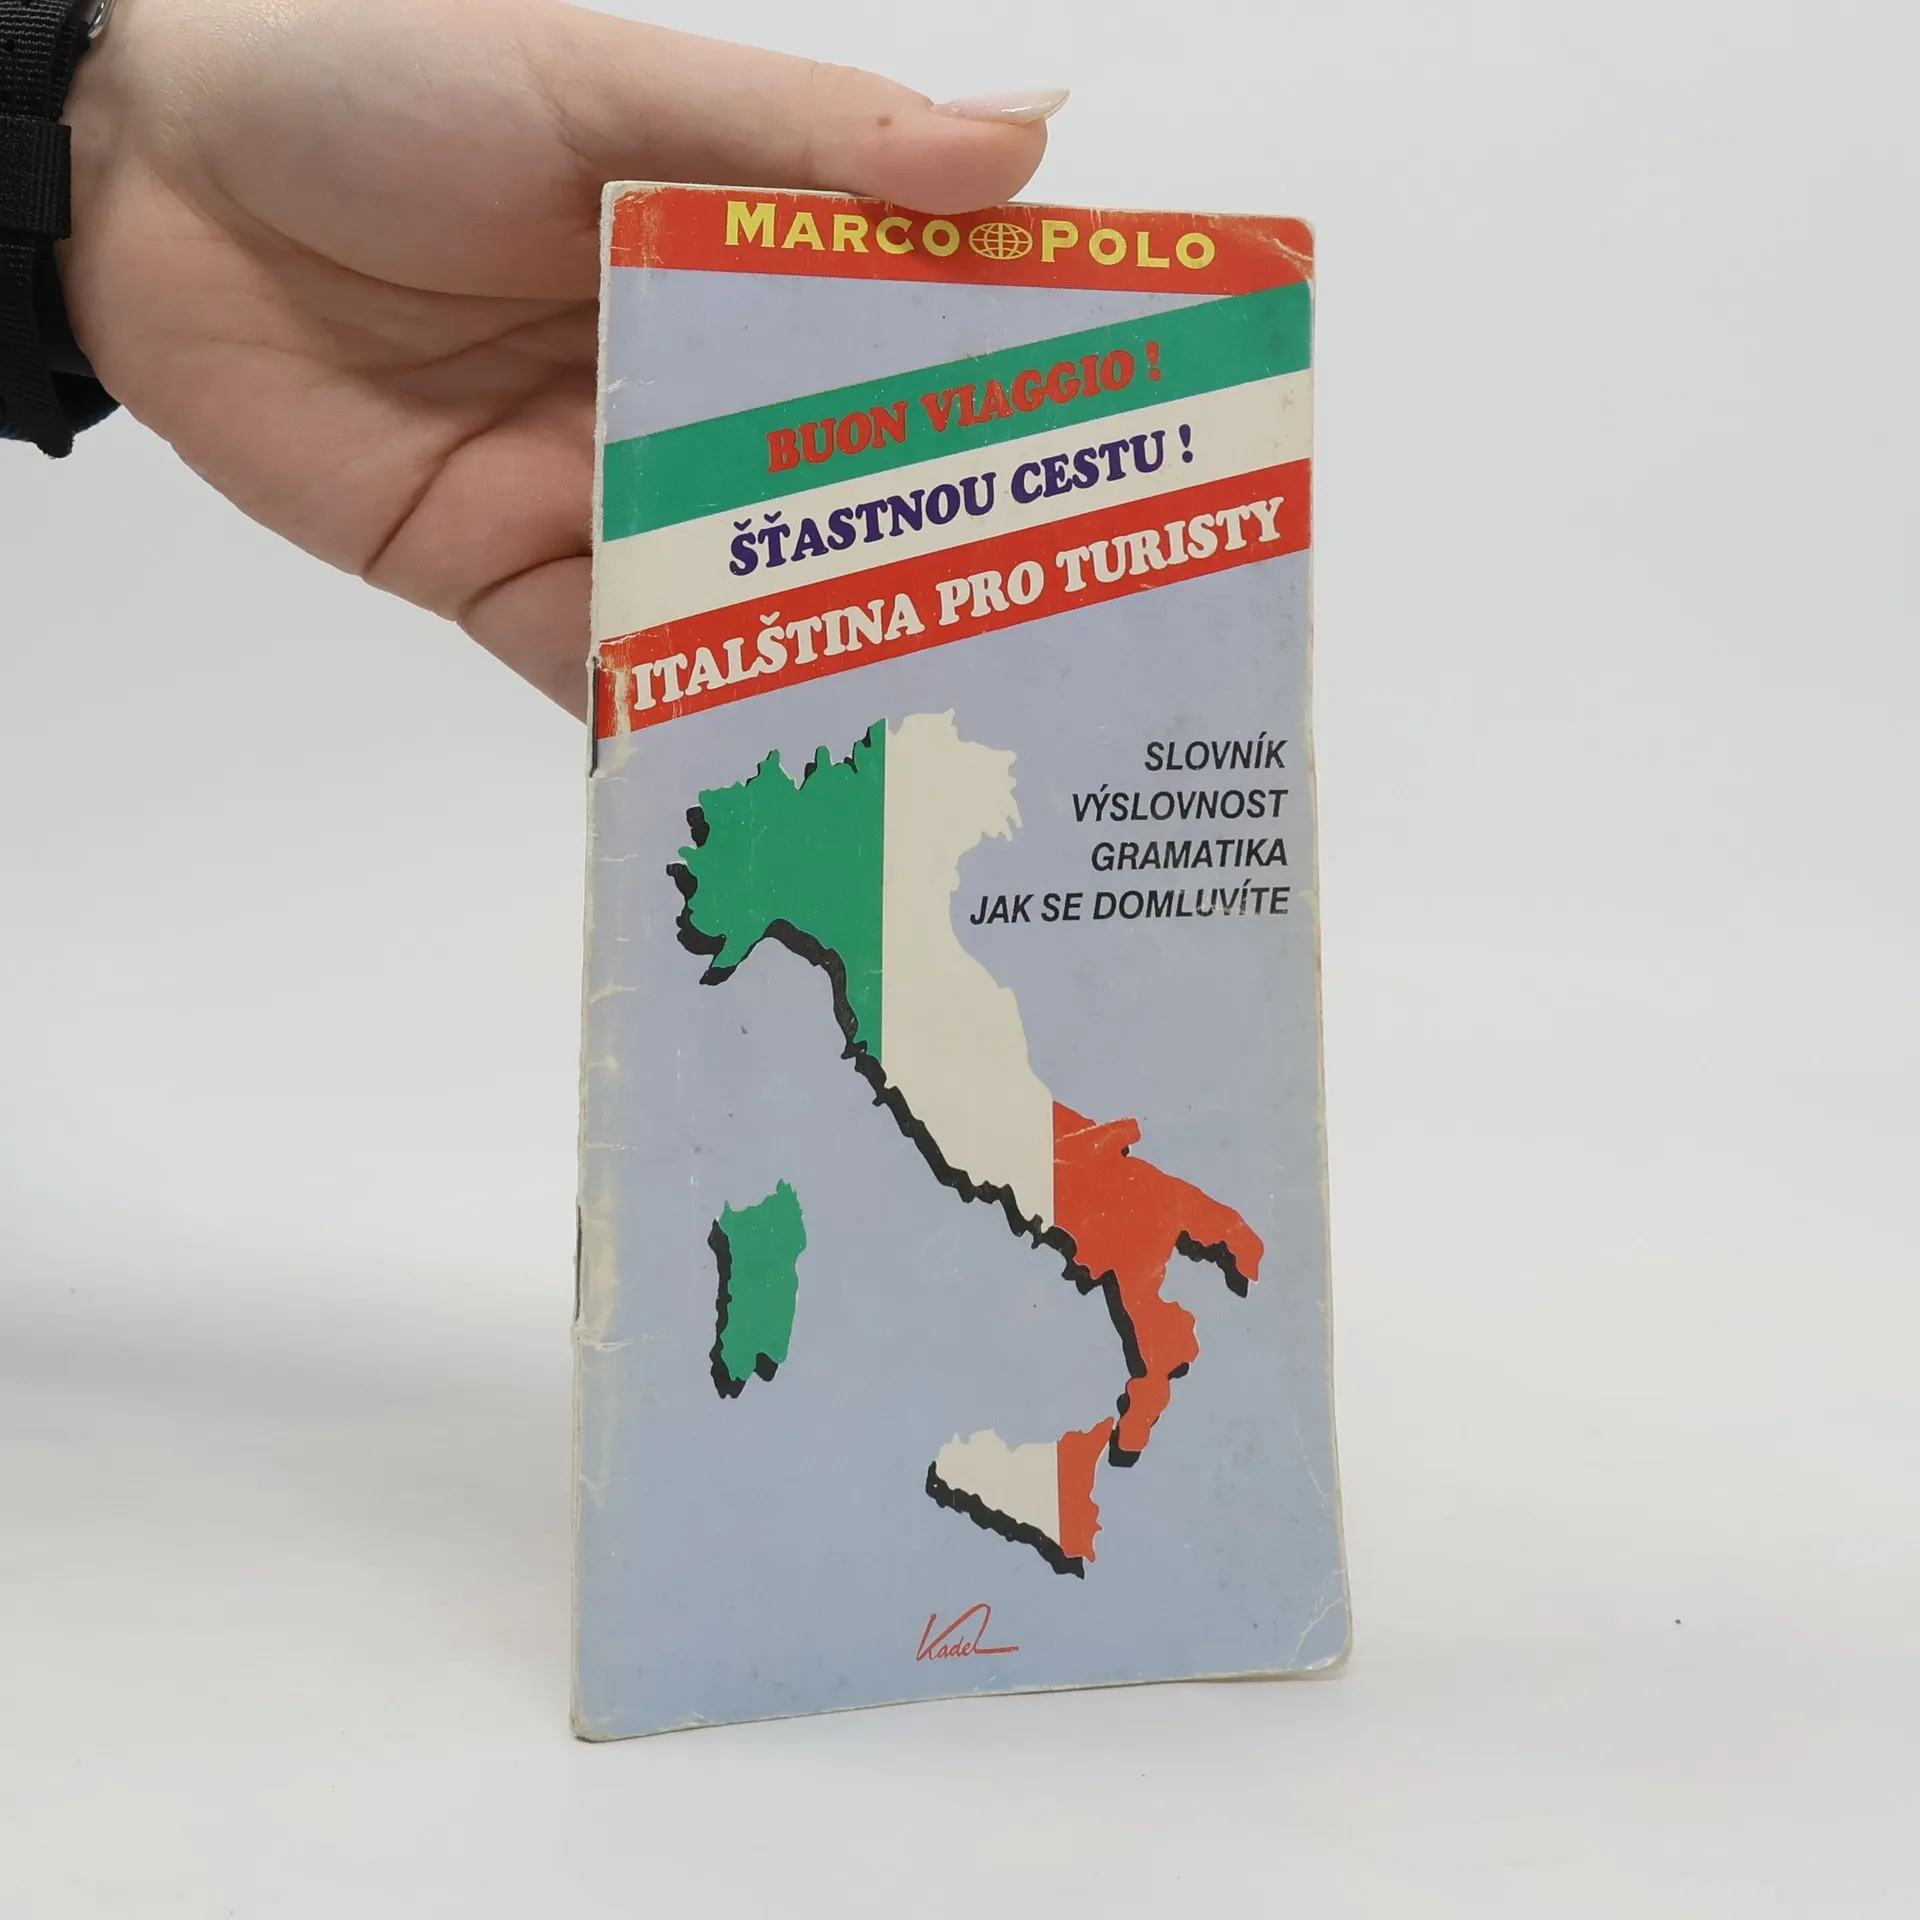 MARCO POLO
BUON VIAGGIO !
ŠŤASTNOU CESTU !
ITALŠTINA PRO TURISTY
SLOVNÍK
VÝSLOVNOST
GRAMATIKA
JAK SE DOMLUVÍTE
Kadel